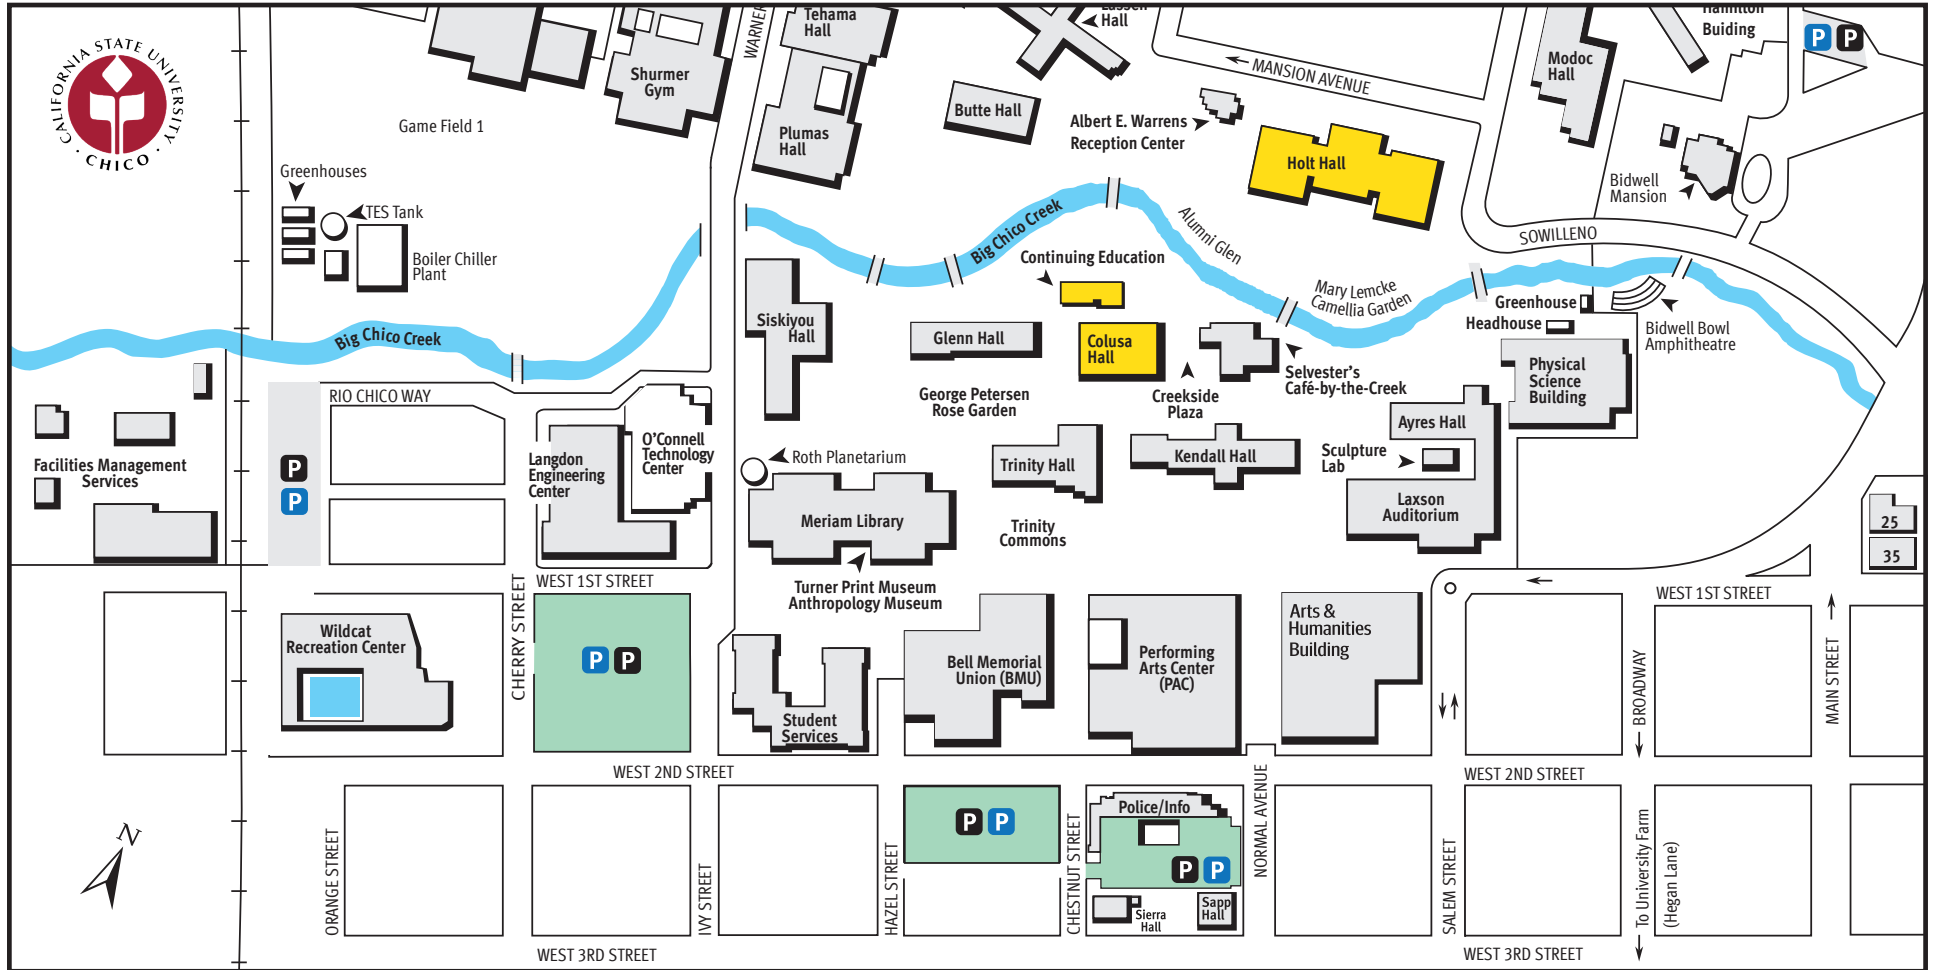 CALIFORNIA STATE UNIVERSITY
· CHICO ·
Game Field 1
Greenhouses
TES Tank
Boiler Chiller
Plant
Shurmer
Gym
WARNER
Tehama
Hall
Plumas
Hall
Lassen
Hall
Butte Hall
MANSION AVENUE
Albert E. Warrens
Reception Center
Holt Hall
Modoc
Hall
Hamilton
Buiding
P P
Bidwell
Mansion
SOWILLENO
Big Chico Creek
Alumni Glen
Continuing Education
Mary Lemcke
Camellia Garden
Greenhouse
Headhouse
Bidwell Bowl
Amphitheatre
Big Chico Creek
Siskiyou
Hall
Glenn Hall
Colusa
Hall
Creekside
Plaza
Selvester's
Café-by-the-Creek
Physical
Science
Building
George Petersen
Rose Garden
RIO CHICO WAY
Facilities Management
Services
P
P
Langdon
Engineering
Center
O'Connell
Technology
Center
Roth Planetarium
Meriam Library
Trinity Hall
Kendall Hall
Ayres Hall
Sculpture
Lab
Laxson
Auditorium
Trinity
Commons
25
35
Turner Print Museum
Anthropology Museum
WEST 1ST STREET
WEST 1ST STREET
CHERRY STREET
Wildcat
Recreation Center
P P
Student
Services
Bell Memorial
Union (BMU)
Performing
Arts Center
(PAC)
Arts &
Humanities
Building
BROADWAY
MAIN STREET
WEST 2ND STREET
WEST 2ND STREET
N
ORANGE STREET
IVY STREET
HAZEL STREET
P P
CHESTNUT STREET
Police/Info
P P
Sierra
Hall
Sapp
Hall
NORMAL AVENUE
SALEM STREET
To University Farm
(Hegan Lane)
WEST 3RD STREET
WEST 3RD STREET